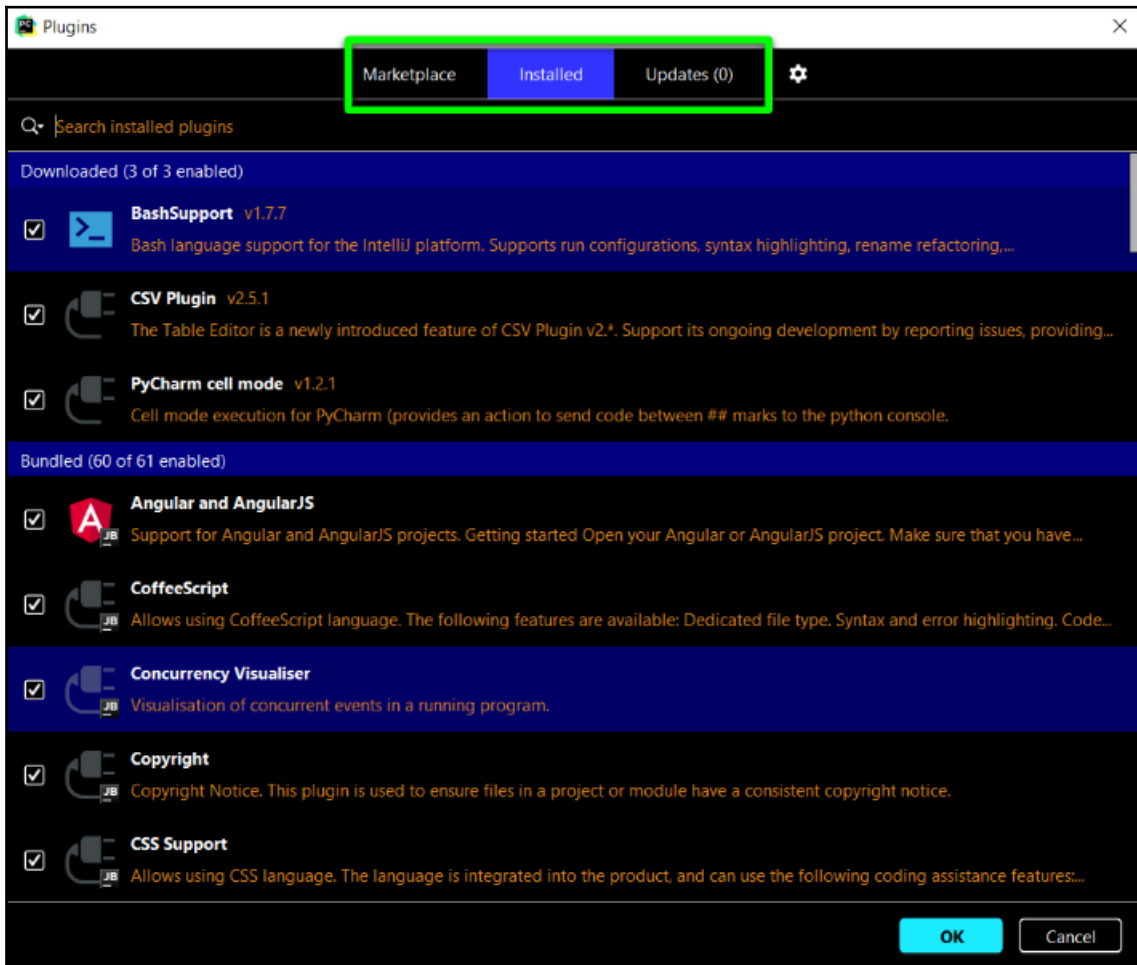 Plugins
Marketplace Installed Updates (0)
Search installed plugins
Downloaded (3 of 3 enabled)
BashSupport v1.7.7
Bash language support for the IntelliJ platform. Supports run configurations, syntax highlighting, rename refactoring,...
CSV Plugin v2.5.1
The Table Editor is a newly introduced feature of CSV Plugin v2.*. Support its ongoing development by reporting issues, providing...
PyCharm cell mode v1.2.1
Cell mode execution for PyCharm (provides an action to send code between ## marks to the python console.
Bundled (60 of 61 enabled)
Angular and AngularJS
JB Support for Angular and AngularJS projects. Getting started Open your Angular or AngularJS project. Make sure that you have...
CoffeeScript
JB Allows using CoffeeScript language. The following features are available: Dedicated file type. Syntax and error highlighting. Code...
Concurrency Visualiser
JB Visualisation of concurrent events in a running program.
Copyright
JB Copyright Notice. This plugin is used to ensure files in a project or module have a consistent copyright notice.
CSS Support
JB Allows using CSS language. The language is integrated into the product, and can use the following coding assistance features:...
OK Cancel